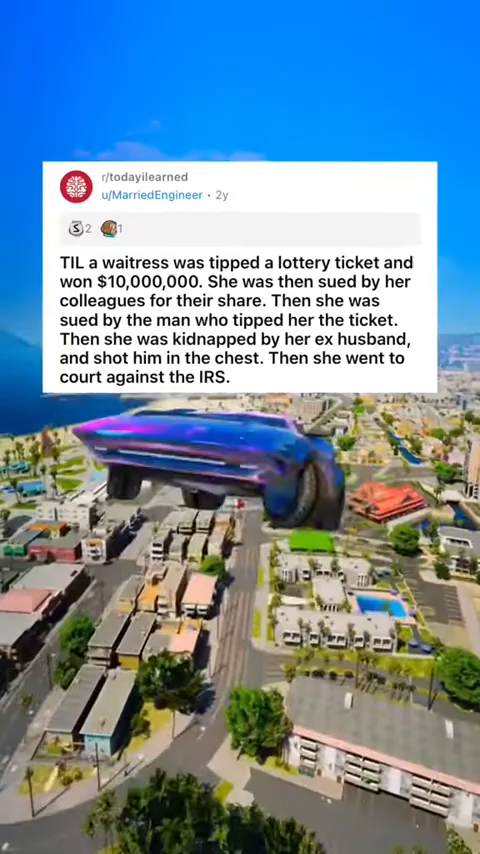 r/todayilearned
u/MarriedEngineer • 2y
2 1
TIL a waitress was tipped a lottery ticket and
won $10,000,000. She was then sued by her
colleagues for their share. Then she was
sued by the man who tipped her the ticket.
Then she was kidnapped by her ex husband,
and shot him in the chest. Then she went to
court against the IRS.